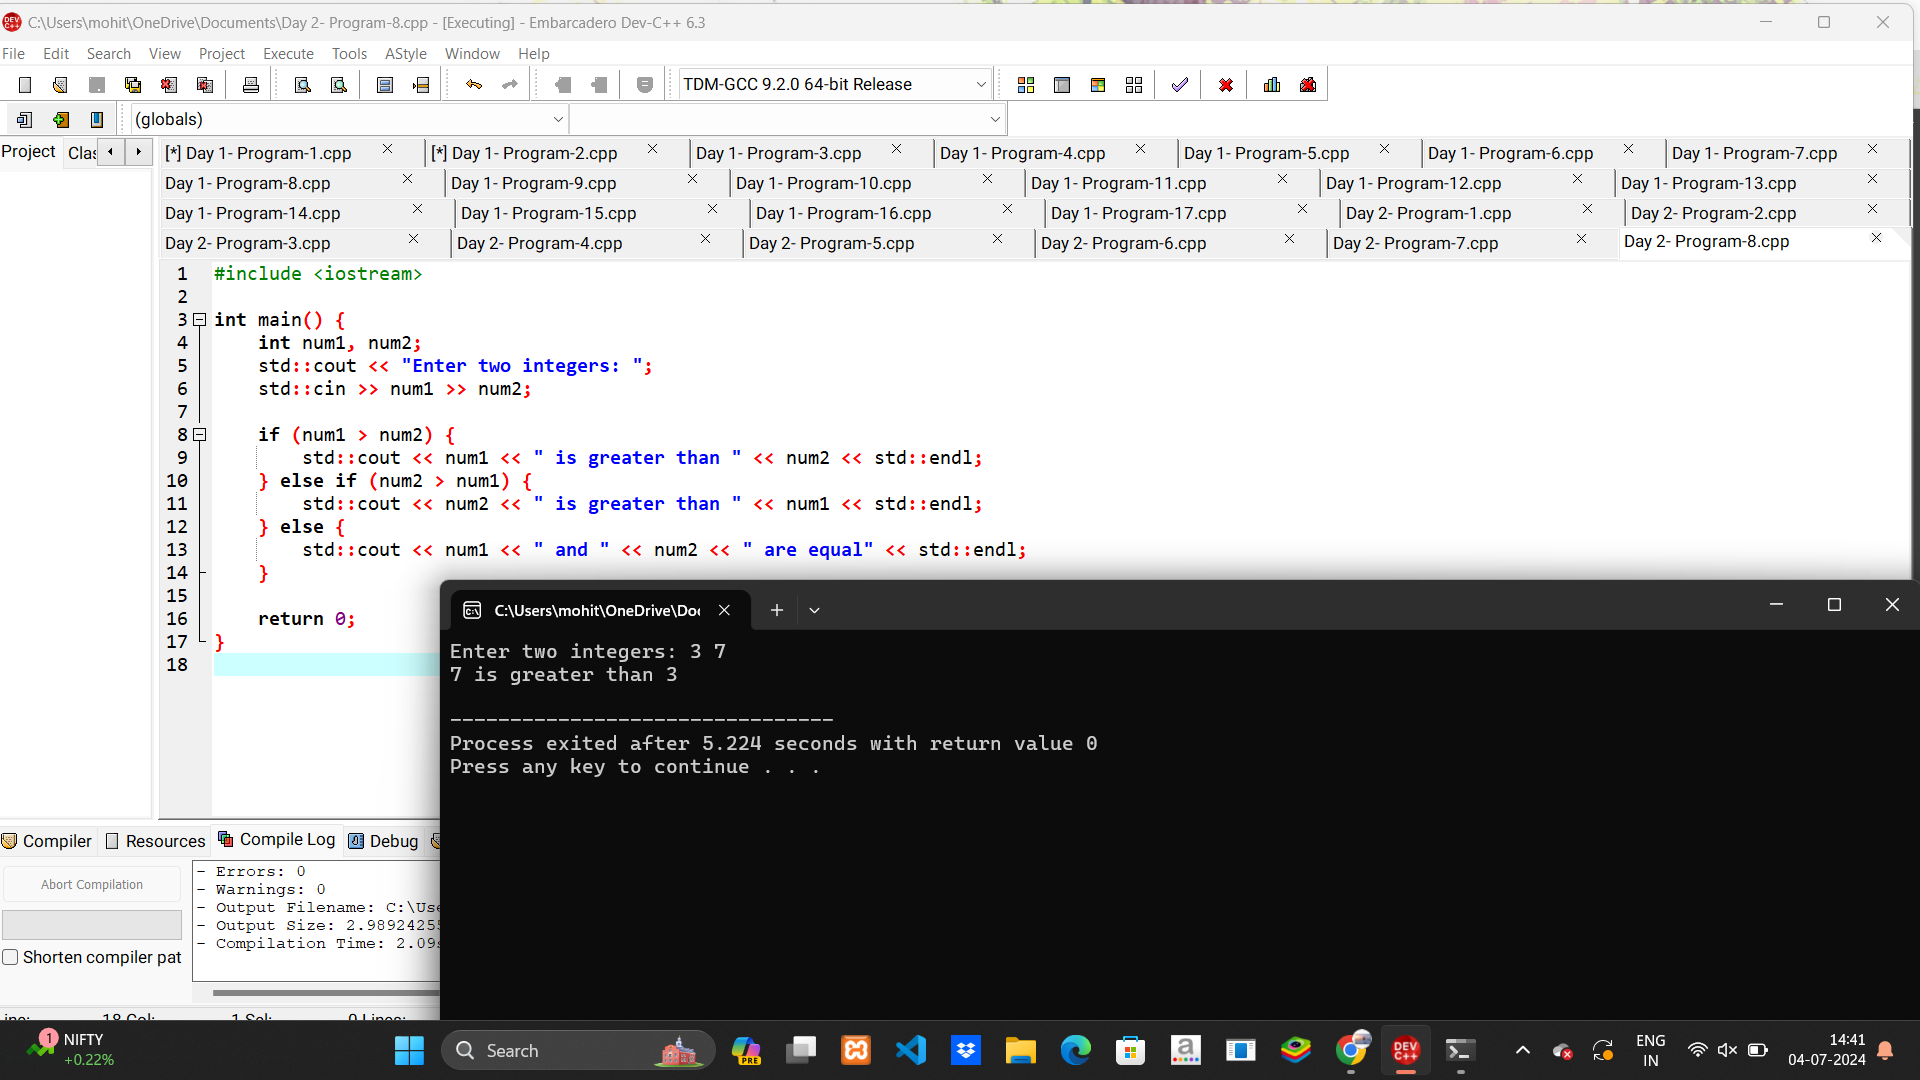 C:\Users\mohit\OneDrive\Documents\Day 2- Program-8.cpp - [Executing] - Embarcadero Dev-C++ 6.3
File Edit Search View Project Execute Tools AStyle Window Help
TDM-GCC 9.2.0 64-bit Release
(globals)
Project Clas
[*] Day 1- Program-1.cpp [*] Day 1- Program-2.cpp Day 1- Program-3.cpp Day 1- Program-4.cpp Day 1- Program-5.cpp Day 1- Program-6.cpp Day 1- Program-7.cpp
Day 1- Program-8.cpp Day 1- Program-9.cpp Day 1- Program-10.cpp Day 1- Program-11.cpp Day 1- Program-12.cpp Day 1- Program-13.cpp
Day 1- Program-14.cpp Day 1- Program-15.cpp Day 1- Program-16.cpp Day 1- Program-17.cpp Day 2- Program-1.cpp Day 2- Program-2.cpp
Day 2- Program-3.cpp Day 2- Program-4.cpp Day 2- Program-5.cpp Day 2- Program-6.cpp Day 2- Program-7.cpp Day 2- Program-8.cpp
1 #include <iostream>
2
3 int main() {
4 int num1, num2;
5 std::cout << "Enter two integers: ";
6 std::cin >> num1 >> num2;
7
8 if (num1 > num2) {
9 std::cout << num1 << " is greater than " << num2 << std::endl;
10 } else if (num2 > num1) {
11 std::cout << num2 << " is greater than " << num1 << std::endl;
12 } else {
13 std::cout << num1 << " and " << num2 << " are equal" << std::endl;
14 }
15
16 return 0;
17 }
18
C:\Users\mohit\OneDrive\Doc
Enter two integers: 3 7
7 is greater than 3
--------------------------------
Process exited after 5.224 seconds with return value 0
Press any key to continue . . .
Compiler Resources Compile Log Debug
Abort Compilation
Shorten compiler pat
- Errors: 0
- Warnings: 0
- Output Filename: C:\Use
- Output Size: 2.98924255
- Compilation Time: 2.09s
18 Col: 1 Sel: 0 Lines:
1 NIFTY
+0.22%
Search
PRE
DEV C++
ENG
IN
14:41
04-07-2024